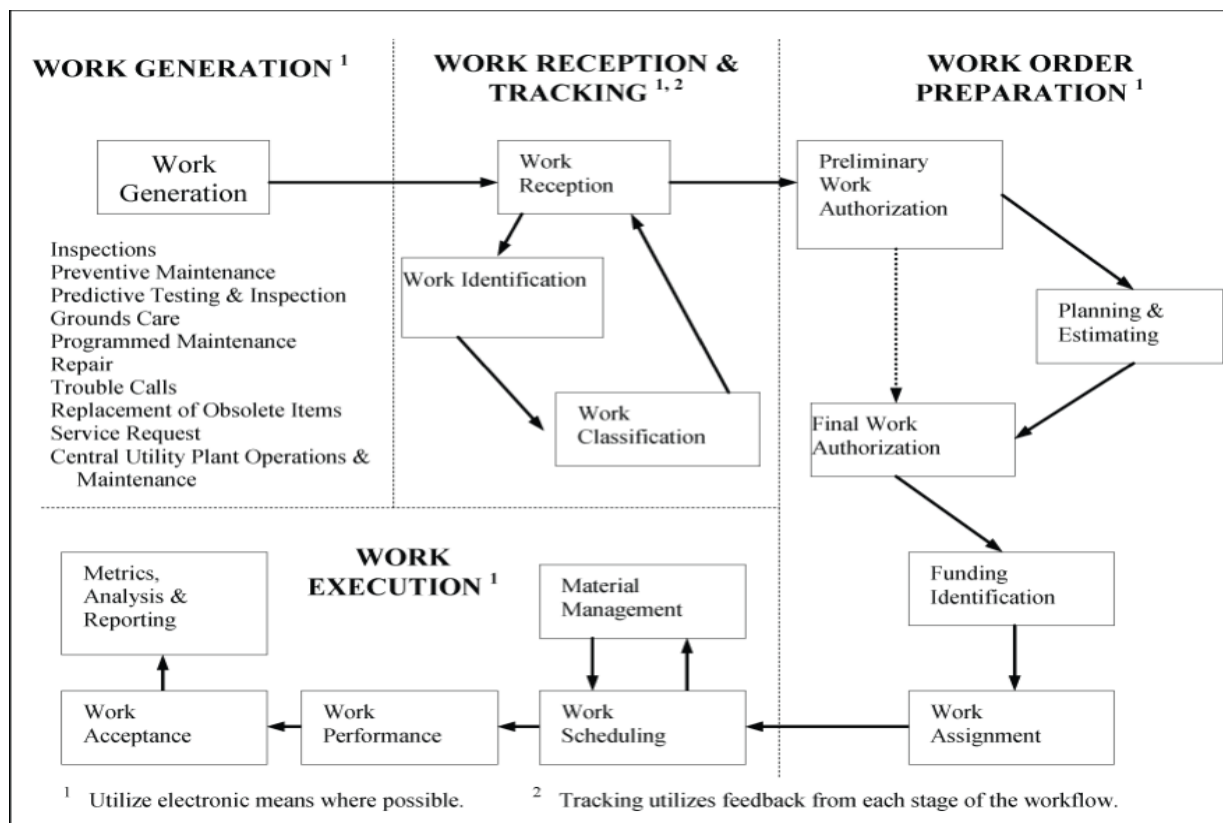 WORK GENERATION 1
WORK RECEPTION &
TRACKING 1, 2
WORK ORDER
PREPARATION 1
Work
Generation
Work
Reception
Preliminary
Work
Authorization
Inspections
Preventive Maintenance
Predictive Testing & Inspection
Grounds Care
Programmed Maintenance
Repair
Trouble Calls
Replacement of Obsolete Items
Service Request
Central Utility Plant Operations &
Maintenance
Work Identification
Work
Classification
Planning &
Estimating
Final Work
Authorization
Funding
Identification
Work
Assignment
WORK
EXECUTION 1
Material
Management
Work
Scheduling
Work
Performance
Work
Acceptance
Metrics,
Analysis &
Reporting
1 Utilize electronic means where possible.
2 Tracking utilizes feedback from each stage of the workflow.